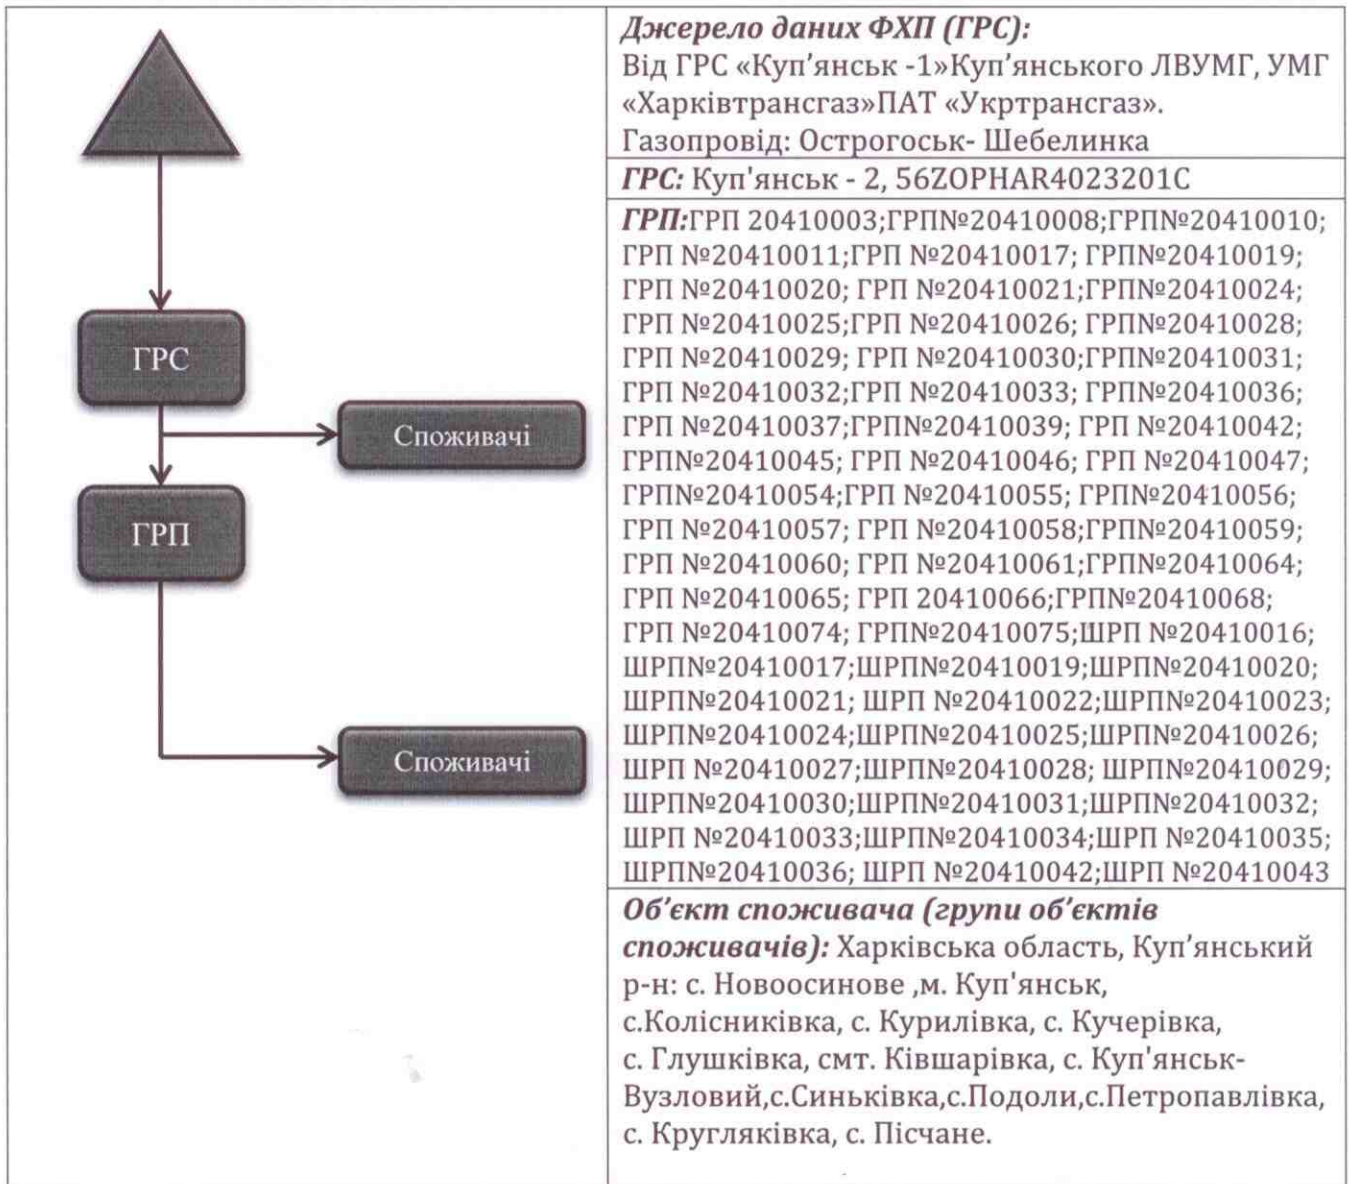 ГРС
Споживачі
ГРП
Споживачі
Джерело даних ФХП (ГРС):
Від ГРС «Куп’янськ -1»Куп’янського ЛВУМГ, УМГ
«Харківтрансгаз»ПАТ «Укртрансгаз».
Газопровід: Острогоськ- Шебелинка
ГРС: Куп'янськ - 2, 56ZOPHAR4023201C
ГРП:ГРП 20410003;ГРП№20410008;ГРП№20410010;
ГРП №20410011;ГРП №20410017; ГРП№20410019;
ГРП №20410020; ГРП №20410021;ГРП№20410024;
ГРП №20410025;ГРП №20410026; ГРП№20410028;
ГРП №20410029; ГРП №20410030;ГРП№20410031;
ГРП №20410032;ГРП №20410033; ГРП№20410036;
ГРП №20410037;ГРП№20410039; ГРП №20410042;
ГРП№20410045; ГРП №20410046; ГРП №20410047;
ГРП№20410054;ГРП №20410055; ГРП№20410056;
ГРП №20410057; ГРП №20410058;ГРП№20410059;
ГРП №20410060; ГРП №20410061;ГРП№20410064;
ГРП №20410065; ГРП 20410066;ГРП№20410068;
ГРП №20410074; ГРП№20410075;ШРП №20410016;
ШРП№20410017;ШРП№20410019;ШРП№20410020;
ШРП№20410021; ШРП №20410022;ШРП№20410023;
ШРП№20410024;ШРП№20410025;ШРП№20410026;
ШРП №20410027;ШРП№20410028; ШРП№20410029;
ШРП№20410030;ШРП№20410031;ШРП№20410032;
ШРП №20410033;ШРП№20410034;ШРП №20410035;
ШРП№20410036; ШРП №20410042;ШРП №20410043
Об’єкт споживача (групи об’єктів
споживачів): Харківська область, Куп’янський
р-н: с. Новоосинове ,м. Куп'янськ,
с.Колісниківка, с. Курилівка, с. Кучерівка,
с. Глушківка, смт. Ківшарівка, с. Куп'янськ-
Вузловий,с.Синьківка,с.Подоли,с.Петропавлівка,
с. Кругляківка, с. Пісчане.